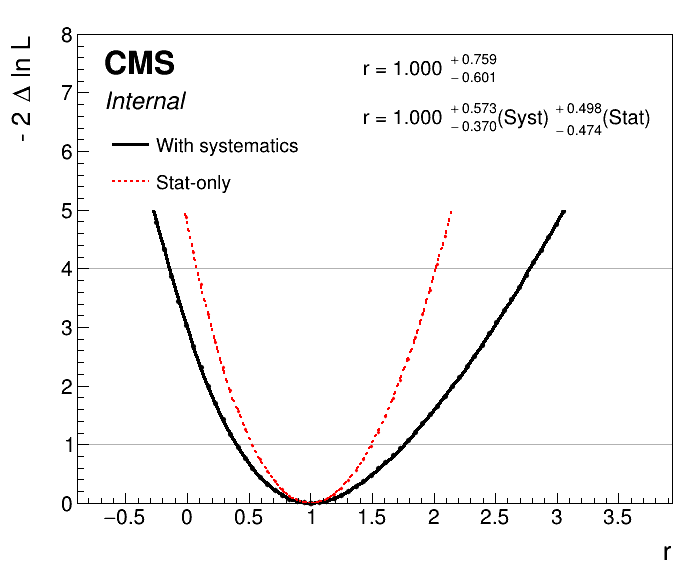 - 2 Δ ln L
8
7
6
5
4
3
2
1
0
CMS
Internal
With systematics
Stat-only
r = 1.000 +0.759 −0.601
r = 1.000 +0.573 −0.370 (Syst) +0.498 −0.474 (Stat)
−0.5 0 0.5 1 1.5 2 2.5 3 3.5
r